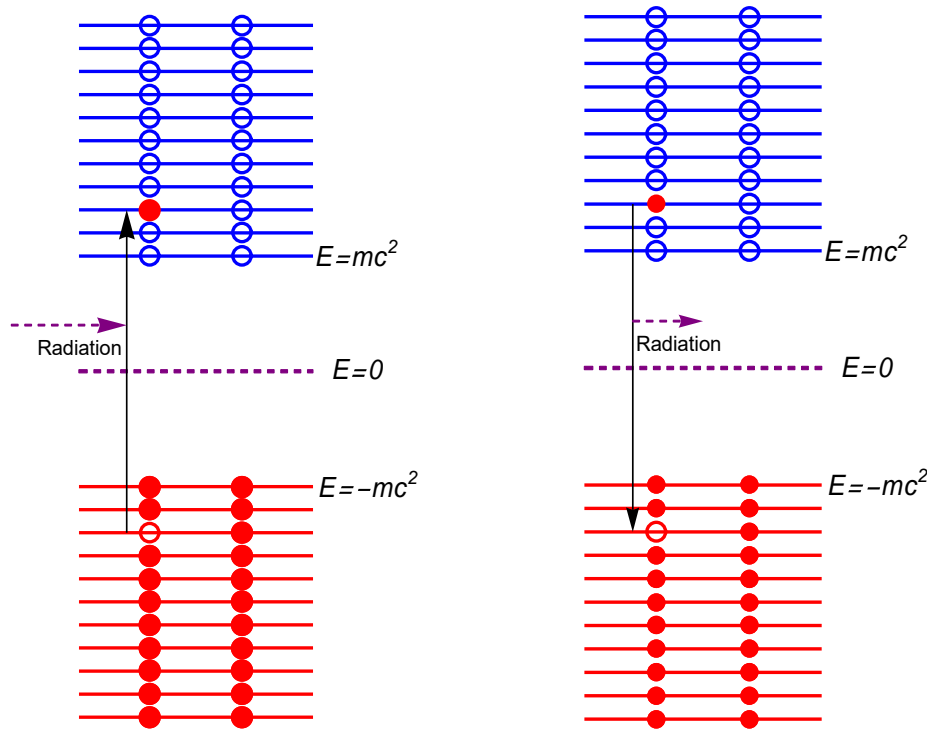 E=mc²
Radiation
E=0
E=−mc²
E=mc²
Radiation
E=0
E=−mc²